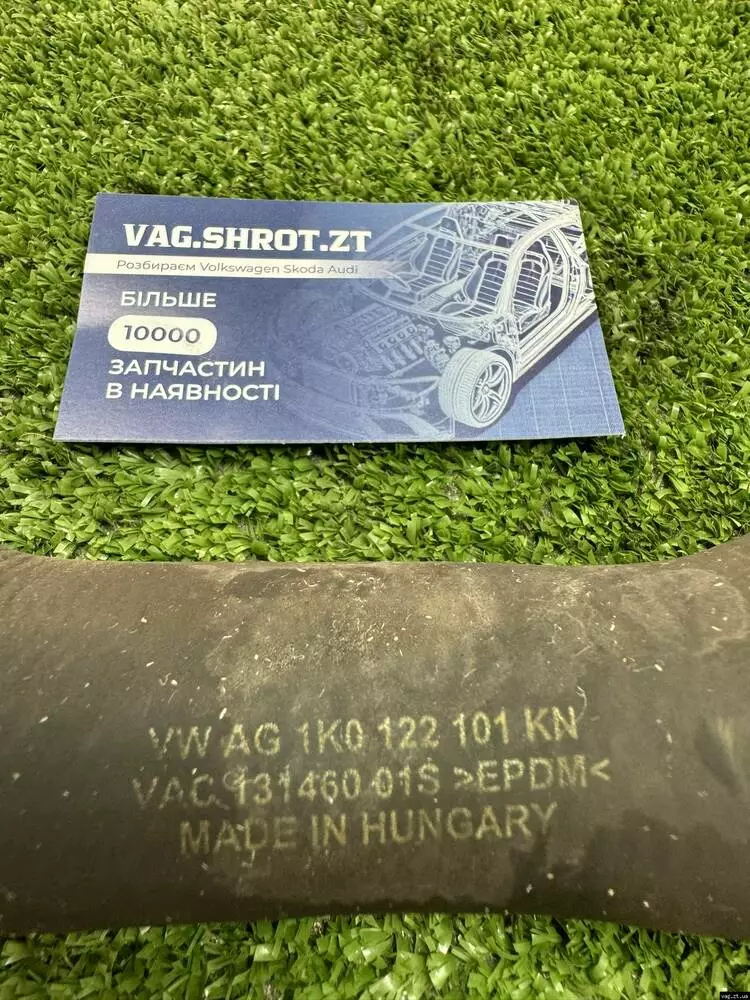 VAG.SHROT.ZT
Розбираєм Volkswagen Skoda Audi
БІЛЬШЕ
10000
ЗАПЧАСТИН
В НАЯВНОСТІ
VW AG 1K0 122 101 KN
VAC. 131460 01S >EPDM<
MADE IN HUNGARY
vag.zt.ua